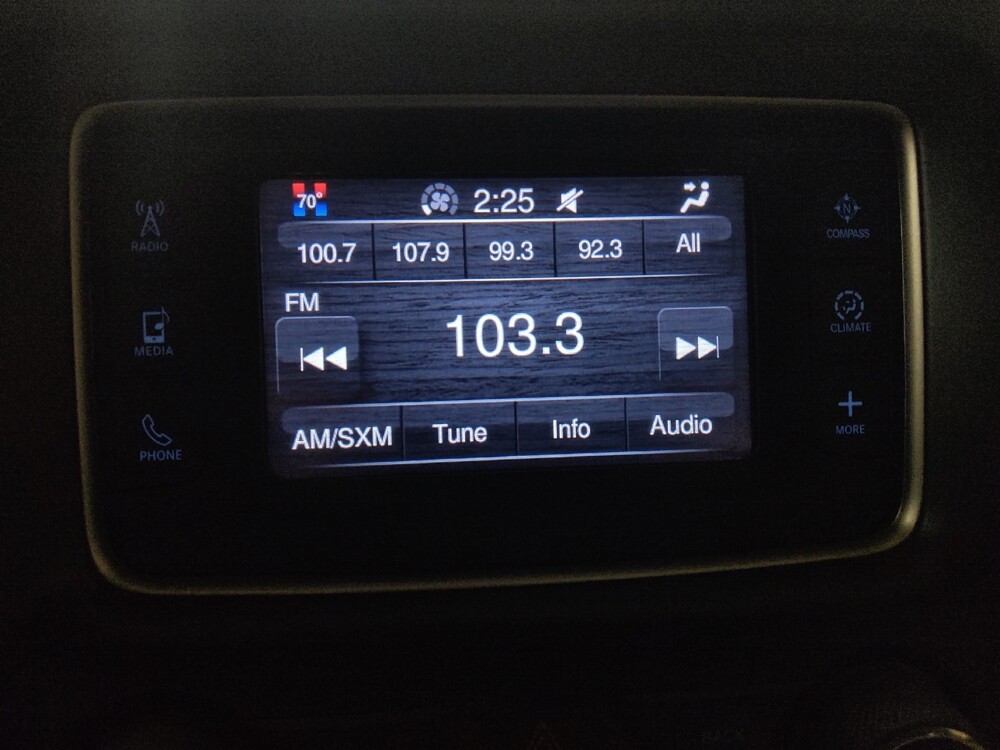 70° 2:25
100.7 107.9 99.3 92.3 All
FM
103.3
AM/SXM Tune Info Audio
RADIO
MEDIA
PHONE
N
COMPASS
CLIMATE
MORE
BACK